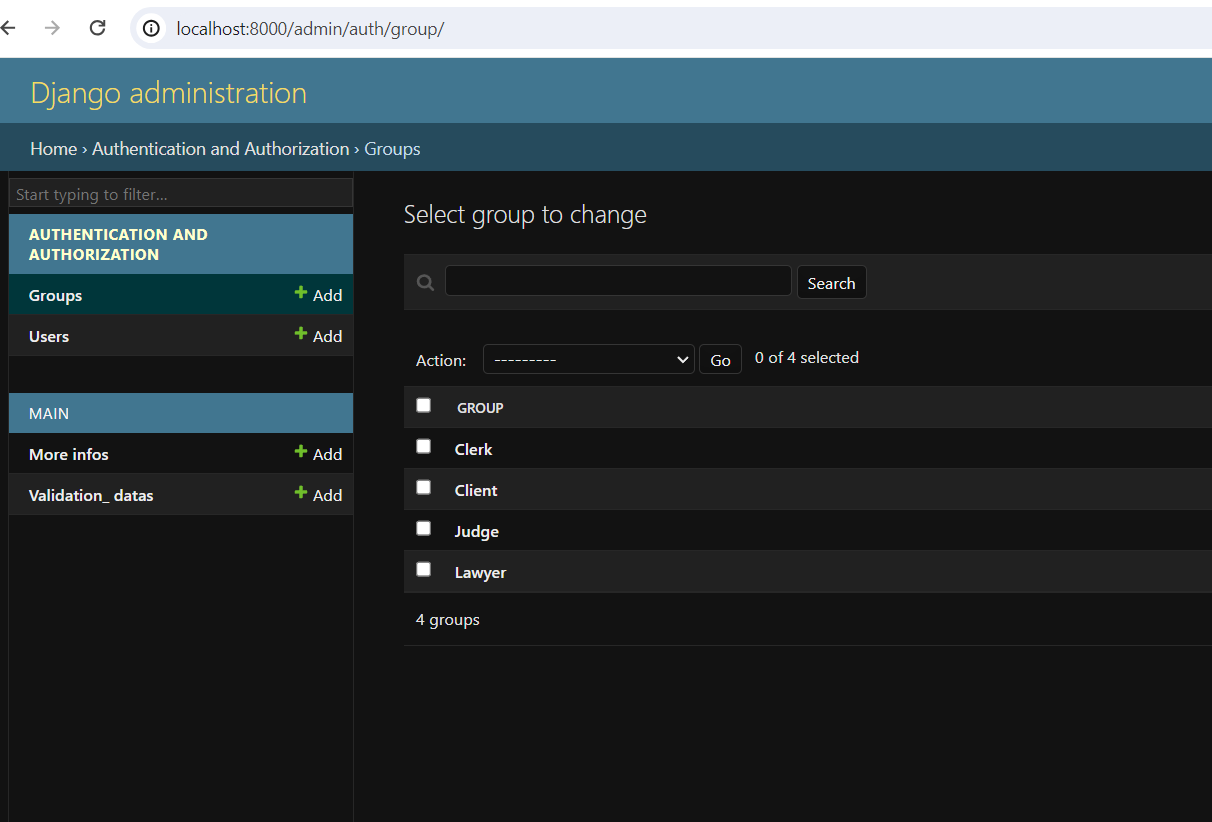 localhost:8000/admin/auth/group/
Django administration
Home › Authentication and Authorization › Groups
Start typing to filter...
AUTHENTICATION AND
AUTHORIZATION
Groups + Add
Users + Add
MAIN
More infos + Add
Validation_ datas + Add
Select group to change
Search
Action: --------- Go 0 of 4 selected
GROUP
Clerk
Client
Judge
Lawyer
4 groups